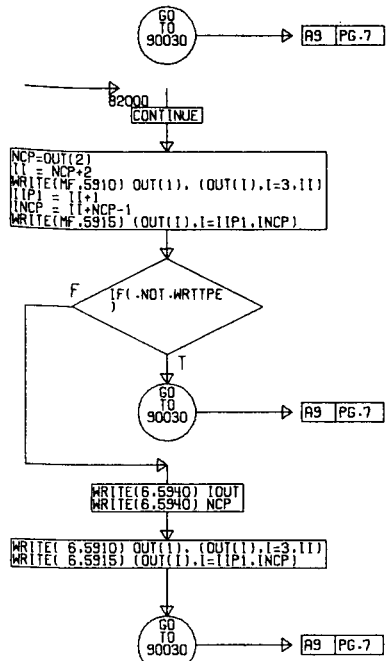 GO
TO
90030
A9 PG.7
82000
CONTINUE
NCP=OUT(2)
II = NCP+2
WRITE(MF,5910) OUT(1), (OUT(I),I=3,II)
IIP1 = II+1
INCP = II+NCP-1
WRITE(MF,5915) (OUT(I),I=IIP1,INCP)
IF(.NOT.WRTTPE
)
F
T
GO
TO
90030
A9 PG.7
WRITE(6,5940) IOUT
WRITE(6,5940) NCP
WRITE( 6,5910) OUT(1), (OUT(I),I=3,II)
WRITE( 6,5915) (OUT(I),I=IIP1,INCP)
GO
TO
90030
A9 PG.7